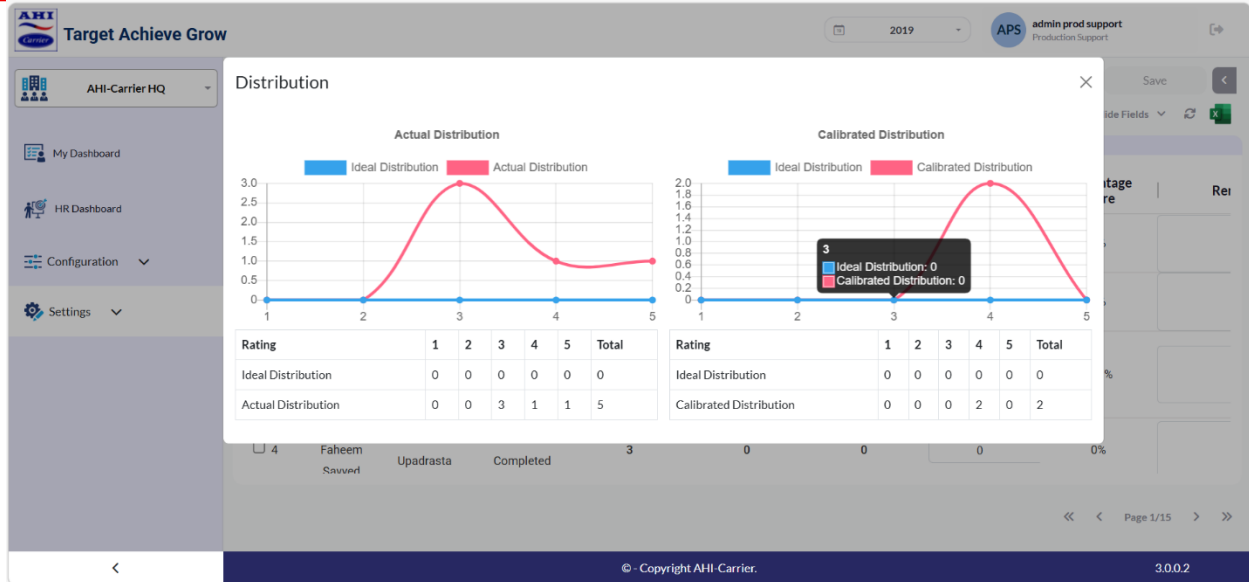 AHI
Carrier
Target Achieve Grow
2019
APS
admin prod support
Production Support
AHI-Carrier HQ
My Dashboard
HR Dashboard
Configuration
Settings
Save
ide Fields
Distribution
Actual Distribution
Ideal Distribution Actual Distribution
3.0
2.5
2.0
1.5
1.0
0.5
0
1 2 3 4 5
Rating 1 2 3 4 5 Total
Ideal Distribution 0 0 0 0 0 0
Actual Distribution 0 0 3 1 1 5
Calibrated Distribution
Ideal Distribution Calibrated Distribution
2.0
1.8
1.6
1.4
1.2
1.0
0.8
0.6
0.4
0.2
0
3
Ideal Distribution: 0
Calibrated Distribution: 0
1 2 3 4 5
Rating 1 2 3 4 5 Total
Ideal Distribution 0 0 0 0 0 0
Calibrated Distribution 0 0 0 2 0 2
ntage
re
Rer
%
4 Faheem Sayyed Upadrasta Completed 3 0 0 0 0%
Page 1/15
© - Copyright AHI-Carrier.
3.0.0.2